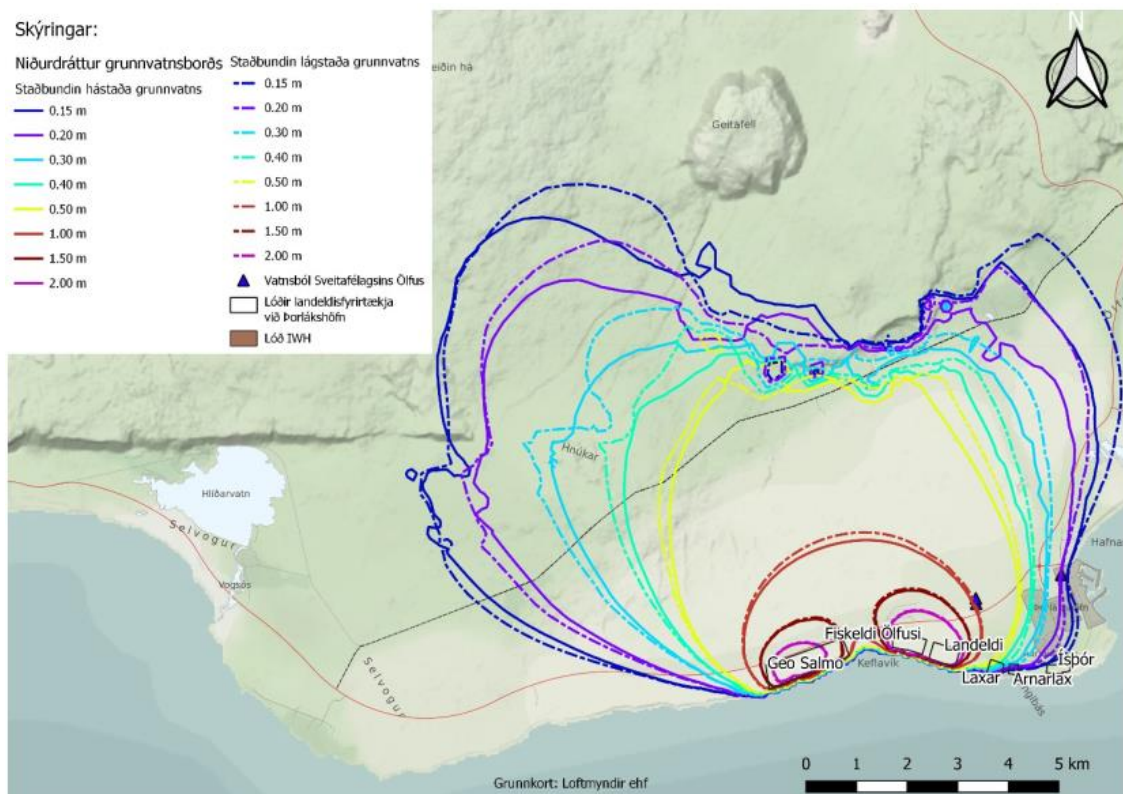 Skýringar:
Niðurdráttur grunnvatnsborðs
Staðbundin hástaða grunnvatns
0.15 m
0.20 m
0.30 m
0.40 m
0.50 m
1.00 m
1.50 m
2.00 m
Staðbundin lágstaða grunnvatns
0.15 m
0.20 m
0.30 m
0.40 m
0.50 m
1.00 m
1.50 m
2.00 m
Vatnsból Sveitafélagsins Ölfus
Lóðir landeldisfyrirtækja
við Þorlákshöfn
Lóð IWH
N
eiðin há
Geitafell
Hnúkar
Hlíðarvatn
Selvogur
Vogsós
Selvogur
Hafna
Fiskeldi Ölfusi
Landeldi
Geo Salmo
Keflavík
Laxar
Arnarlax
Ísþór
0 1 2 3 4 5 km
Grunnkort: Loftmyndir ehf